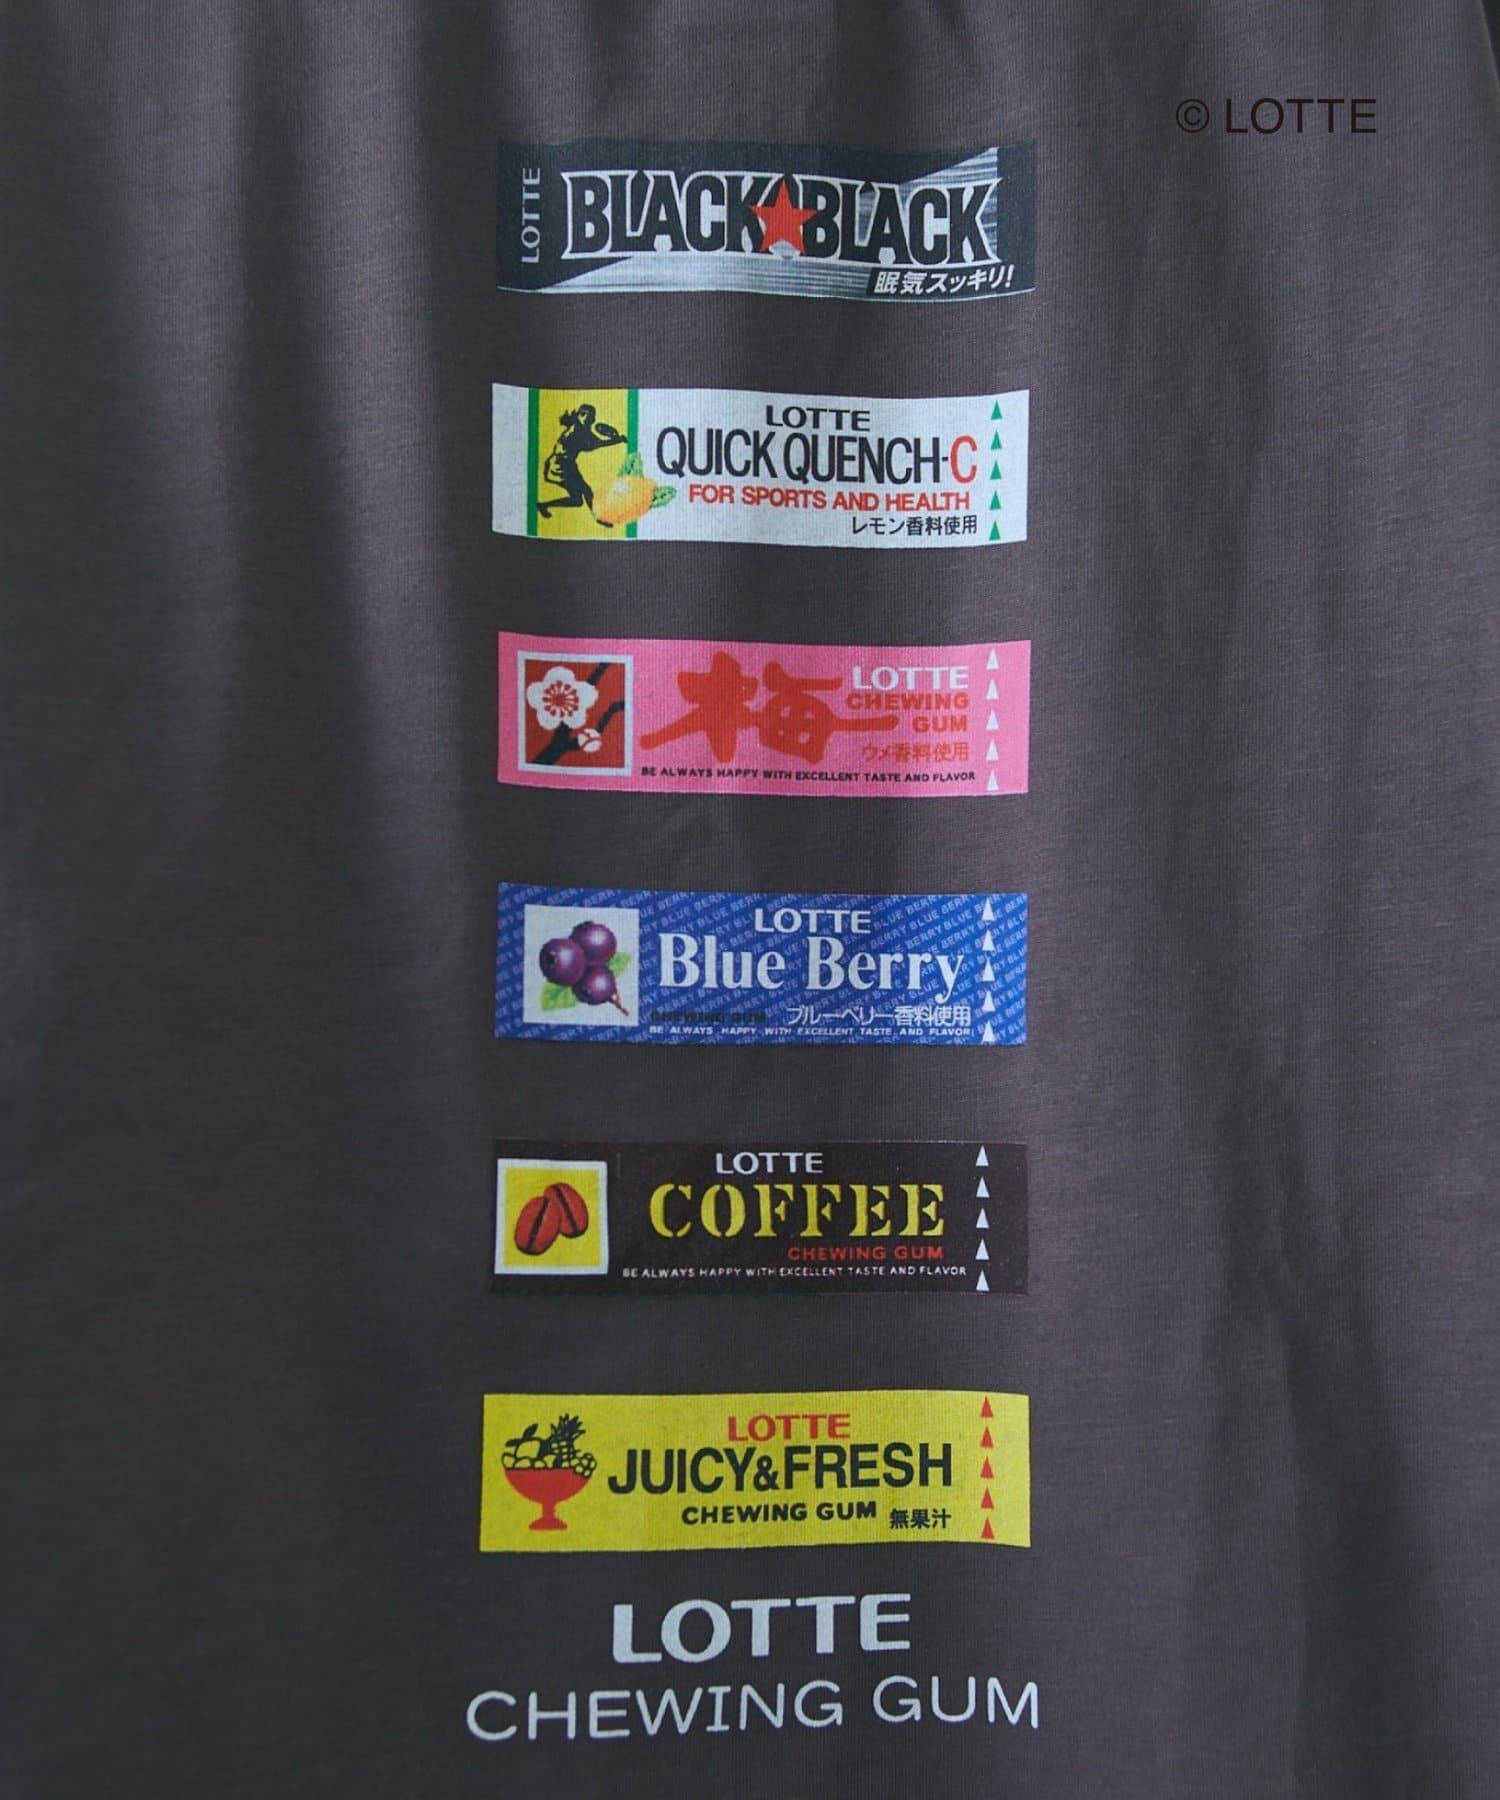 © LOTTE
LOTTE
BLACK★BLACK
眠気スッキリ!
LOTTE
QUICK QUENCH-C
FOR SPORTS AND HEALTH
レモン香料使用
梅
LOTTE
CHEWING
GUM
ウメ香料使用
BE ALWAYS HAPPY WITH EXCELLENT TASTE AND FLAVOR
LOTTE
Blue Berry
CHEWING GUM ブルーベリー香料使用
BE ALWAYS HAPPY WITH EXCELLENT TASTE AND FLAVOR
LOTTE
COFFEE
CHEWING GUM
BE ALWAYS HAPPY WITH EXCELLENT TASTE AND FLAVOR
LOTTE
JUICY&FRESH
CHEWING GUM 無果汁
LOTTE
CHEWING GUM